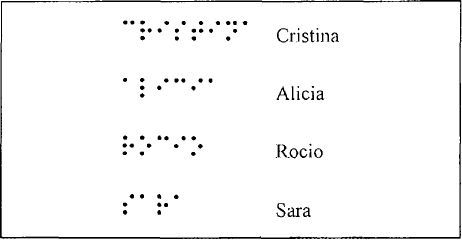 ⠉⠗⠊⠎⠞⠊⠝⠁ Cristina
⠁⠇⠊⠉⠊⠁ Alicia
⠗⠕⠉⠊⠕ Rocio
⠎⠁⠗⠁ Sara